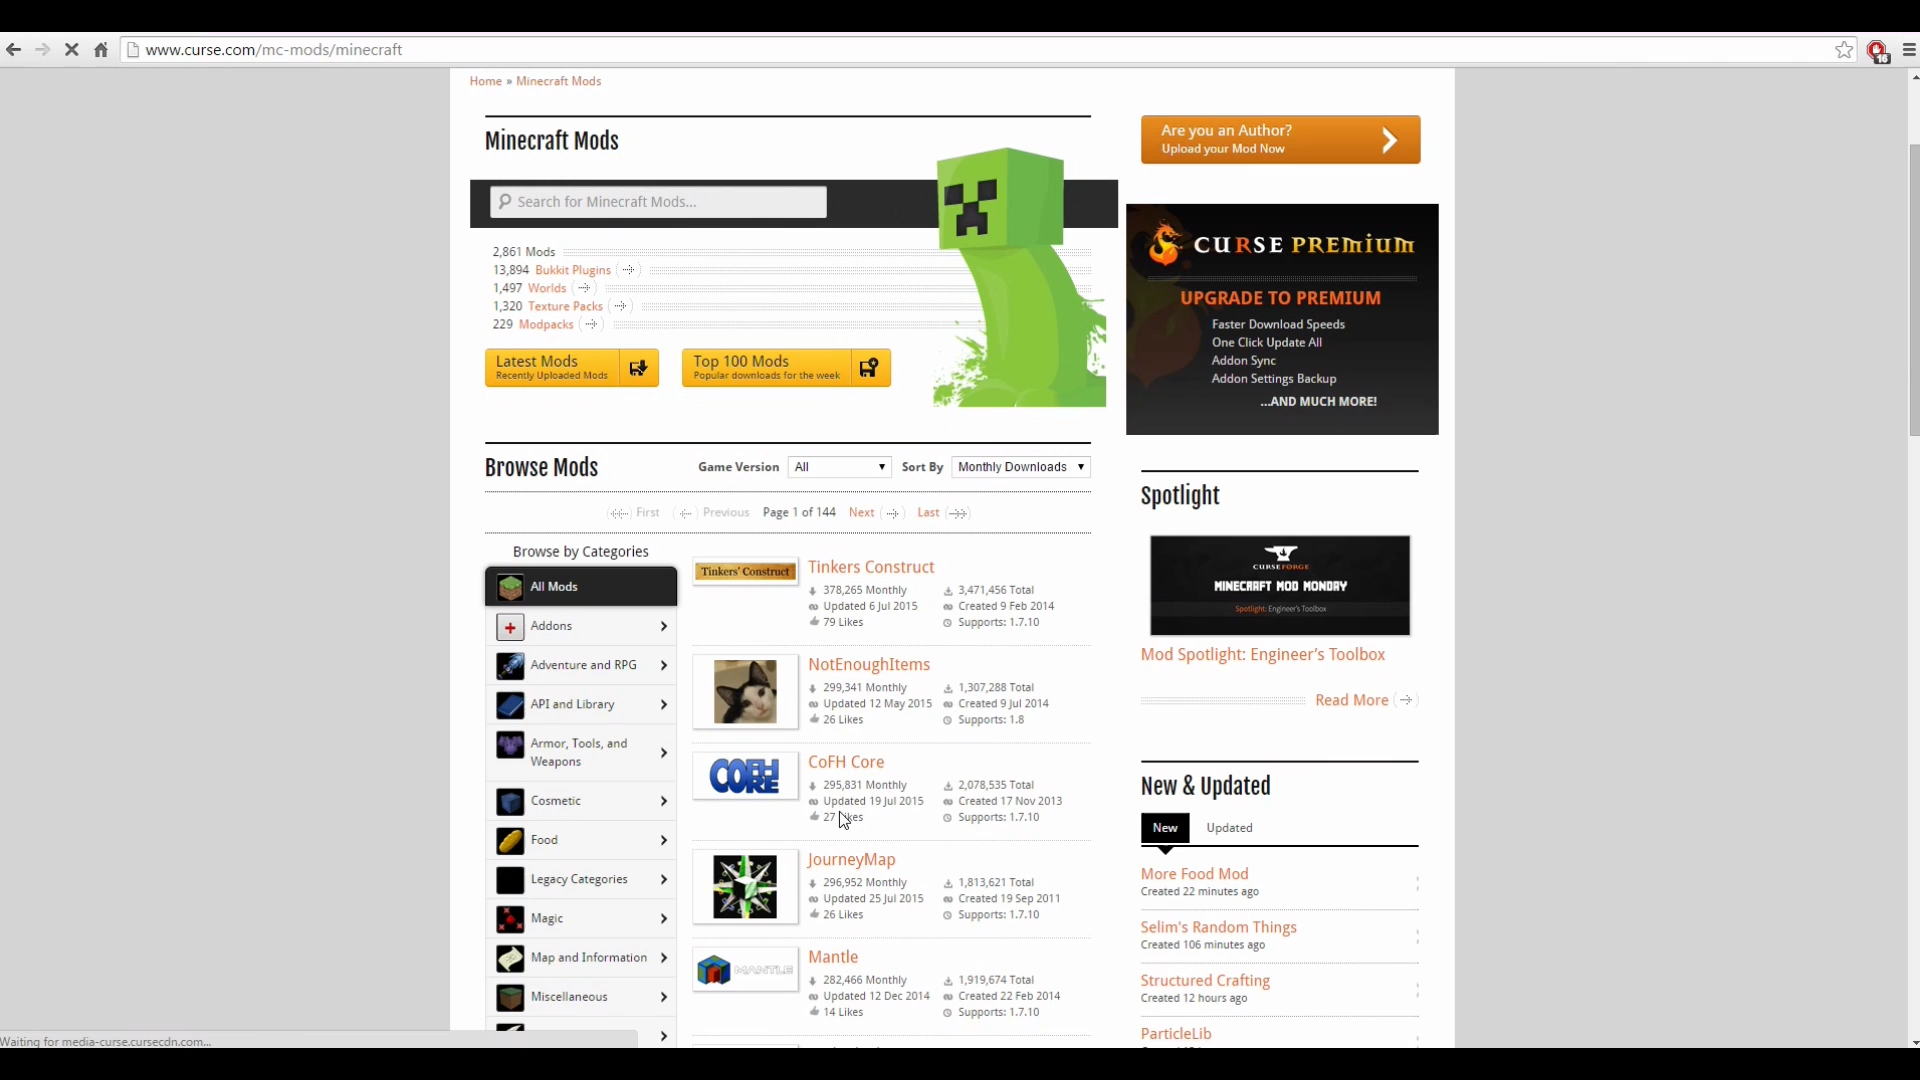 www.curse.com/mc-mods/minecraft
16
Home » Minecraft Mods
Minecraft Mods
Search for Minecraft Mods...
2,861 Mods
13,894 Bukkit Plugins
1,497 Worlds
1,320 Texture Packs
229 Modpacks
Latest Mods
Recently Uploaded Mods
Top 100 Mods
Popular downloads for the week
Are you an Author?
Upload your Mod Now
CURSE PREMIUM
UPGRADE TO PREMIUM
Faster Download Speeds
One Click Update All
Addon Sync
Addon Settings Backup
...AND MUCH MORE!
Browse Mods
Game Version All Sort By Monthly Downloads
First Previous Page 1 of 144 Next Last
Browse by Categories
All Mods
Addons
Adventure and RPG
API and Library
Armor, Tools, and
Weapons
Cosmetic
Food
Legacy Categories
Magic
Map and Information
Miscellaneous
Tinkers' Construct
Tinkers Construct
378,265 Monthly 3,471,456 Total
Updated 6 Jul 2015 Created 9 Feb 2014
79 Likes Supports: 1.7.10
NotEnoughItems
299,341 Monthly 1,307,288 Total
Updated 12 May 2015 Created 9 Jul 2014
26 Likes Supports: 1.8
COFH
CORE
CoFH Core
295,831 Monthly 2,078,535 Total
Updated 19 Jul 2015 Created 17 Nov 2013
27 Likes Supports: 1.7.10
JourneyMap
296,952 Monthly 1,813,621 Total
Updated 25 Jul 2015 Created 19 Sep 2011
26 Likes Supports: 1.7.10
MANTLE
Mantle
282,466 Monthly 1,919,674 Total
Updated 12 Dec 2014 Created 22 Feb 2014
14 Likes Supports: 1.7.10
Spotlight
CURSEFORGE
MINECRAFT MOD MONDAY
Spotlight: Engineer's Toolbox
Mod Spotlight: Engineer's Toolbox
Read More
New & Updated
New Updated
More Food Mod
Created 22 minutes ago
Selim's Random Things
Created 106 minutes ago
Structured Crafting
Created 12 hours ago
ParticleLib
Waiting for media-curse.cursecdn.com...